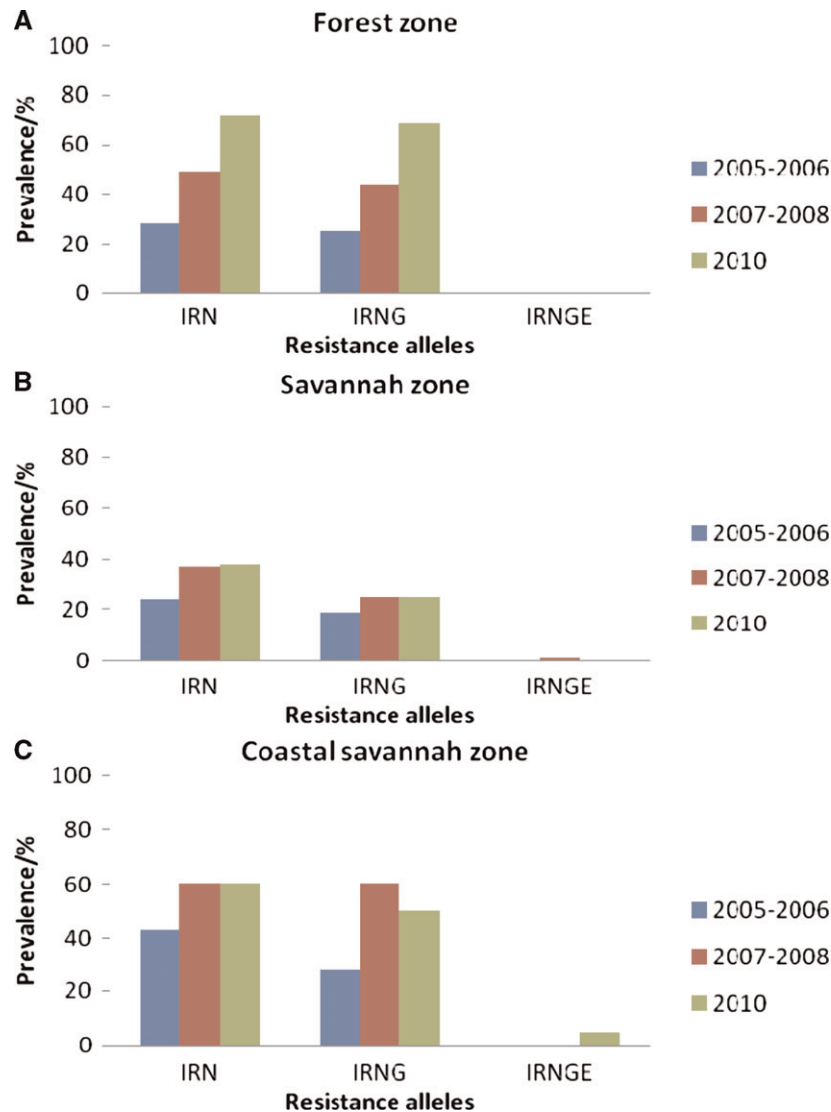 A
Forest zone
100
80
60
40
20
0
Prevalence/%
IRN IRNG IRNGE
Resistance alleles
2005-2006
2007-2008
2010
B
Savannah zone
100
80
60
40
20
0
Prevalence/%
IRN IRNG IRNGE
Resistance alleles
2005-2006
2007-2008
2010
C
Coastal savannah zone
100
80
60
40
20
0
Prevalence/%
IRN IRNG IRNGE
Resistance alleles
2005-2006
2007-2008
2010